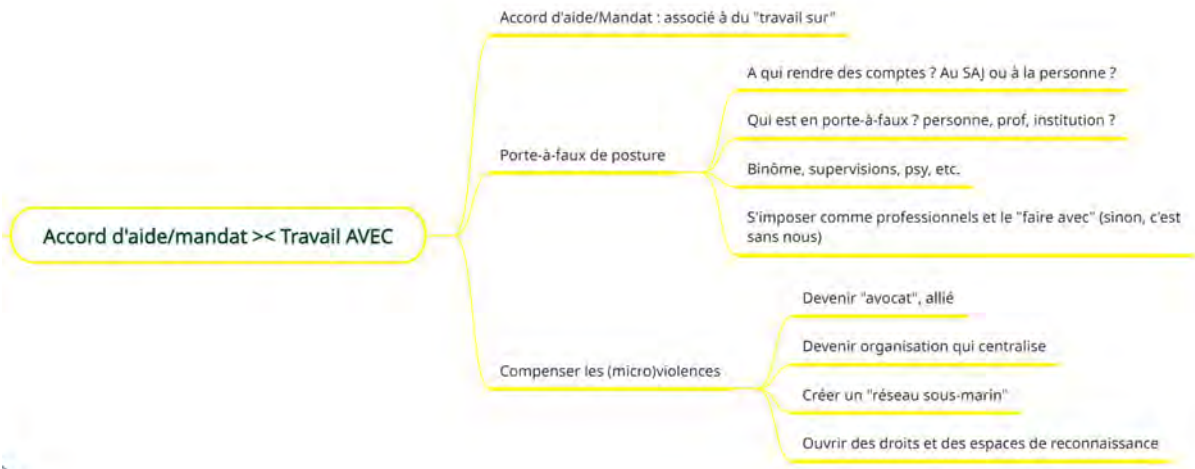 Accord d'aide/Mandat : associé à du "travail sur"
A qui rendre des comptes ? Au SAJ ou à la personne ?
Qui est en porte-à-faux ? personne, prof, institution ?
Porte-à-faux de posture
Binôme, supervisions, psy, etc.
S'imposer comme professionnels et le "faire avec" (sinon, c'est
sans nous)
Accord d'aide/mandat >< Travail AVEC
Devenir "avocat", allié
Devenir organisation qui centralise
Compenser les (micro)violences
Créer un "réseau sous-marin"
Ouvrir des droits et des espaces de reconnaissance